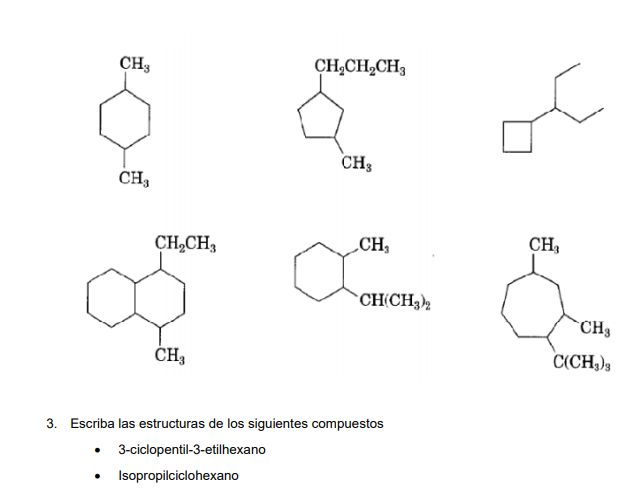 CH₃
CH₂CH₂CH₃
CH₃
CH₃
CH₂CH₃
CH₃
CH₃
CH(CH₃)₂
CH₃
CH₃
C(CH₃)₃
3. Escriba las estructuras de los siguientes compuestos
• 3-ciclopentil-3-etilhexano
• Isopropilciclohexano